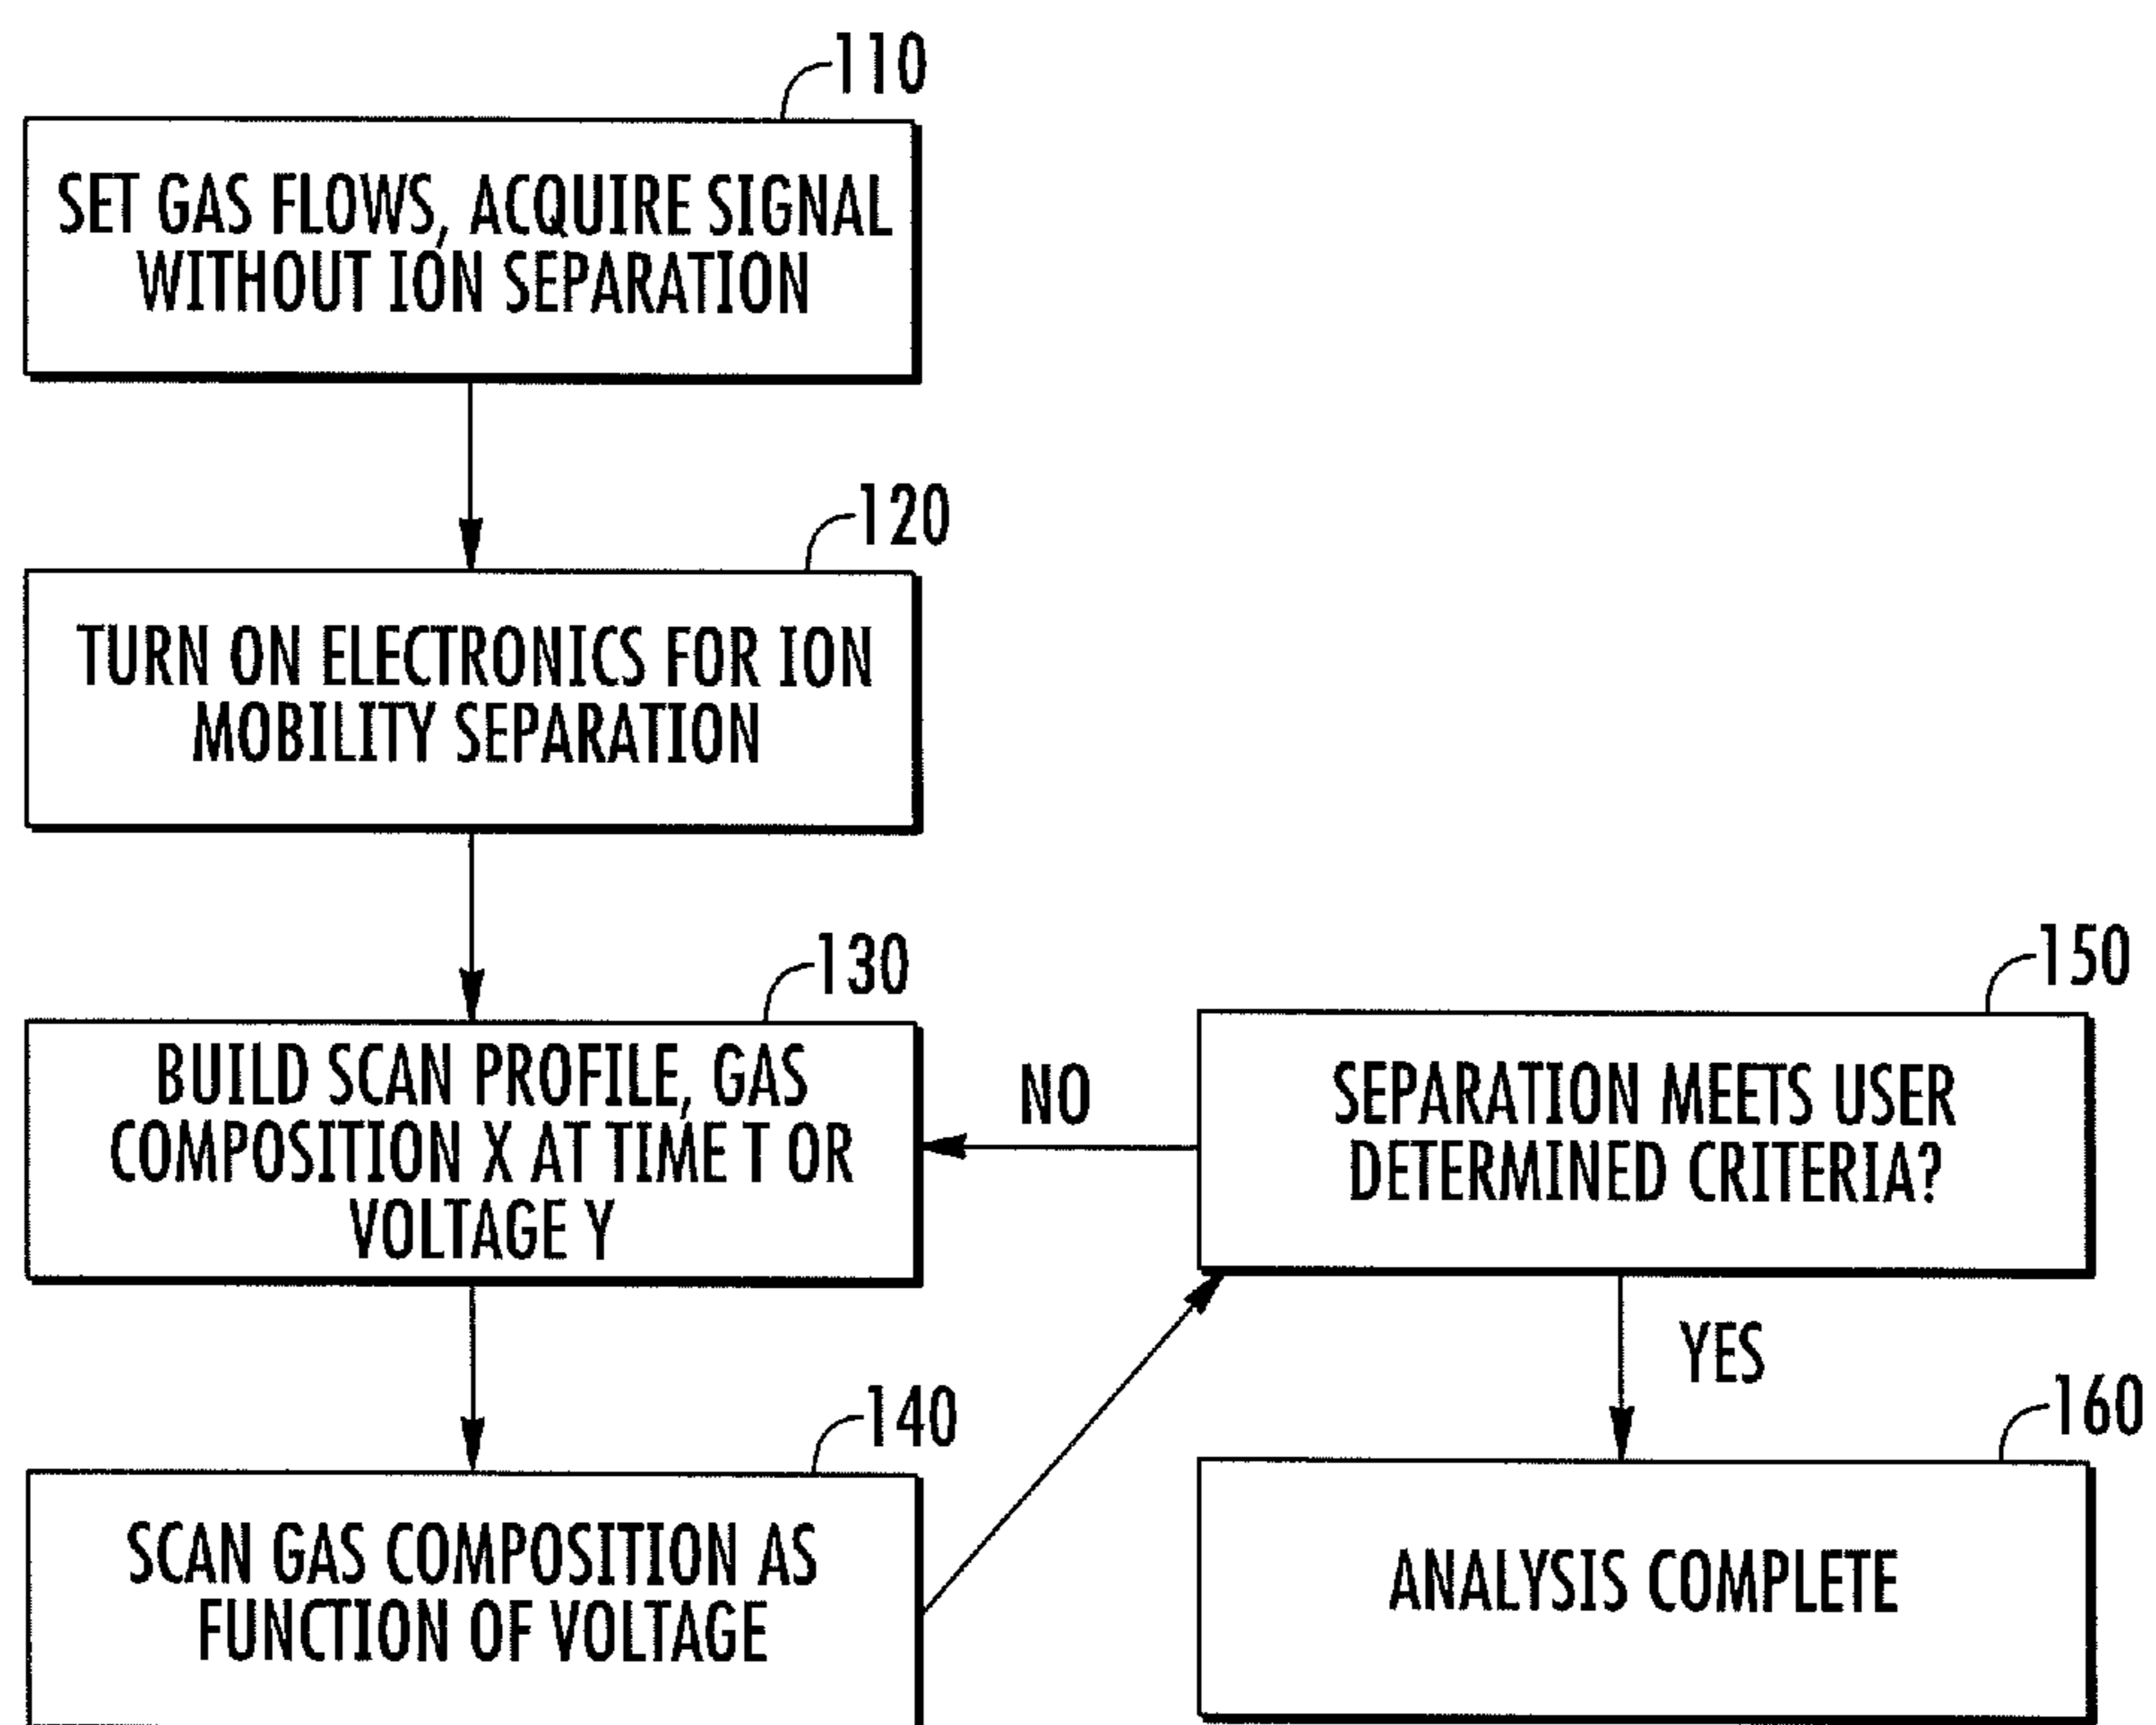 110
SET GAS FLOWS, ACQUIRE SIGNAL
WITHOUT ION SEPARATION
120
TURN ON ELECTRONICS FOR ION
MOBILITY SEPARATION
130
BUILD SCAN PROFILE, GAS
COMPOSITION X AT TIME T OR
VOLTAGE Y
140
SCAN GAS COMPOSITION AS
FUNCTION OF VOLTAGE
150
SEPARATION MEETS USER
DETERMINED CRITERIA?
NO
YES
160
ANALYSIS COMPLETE